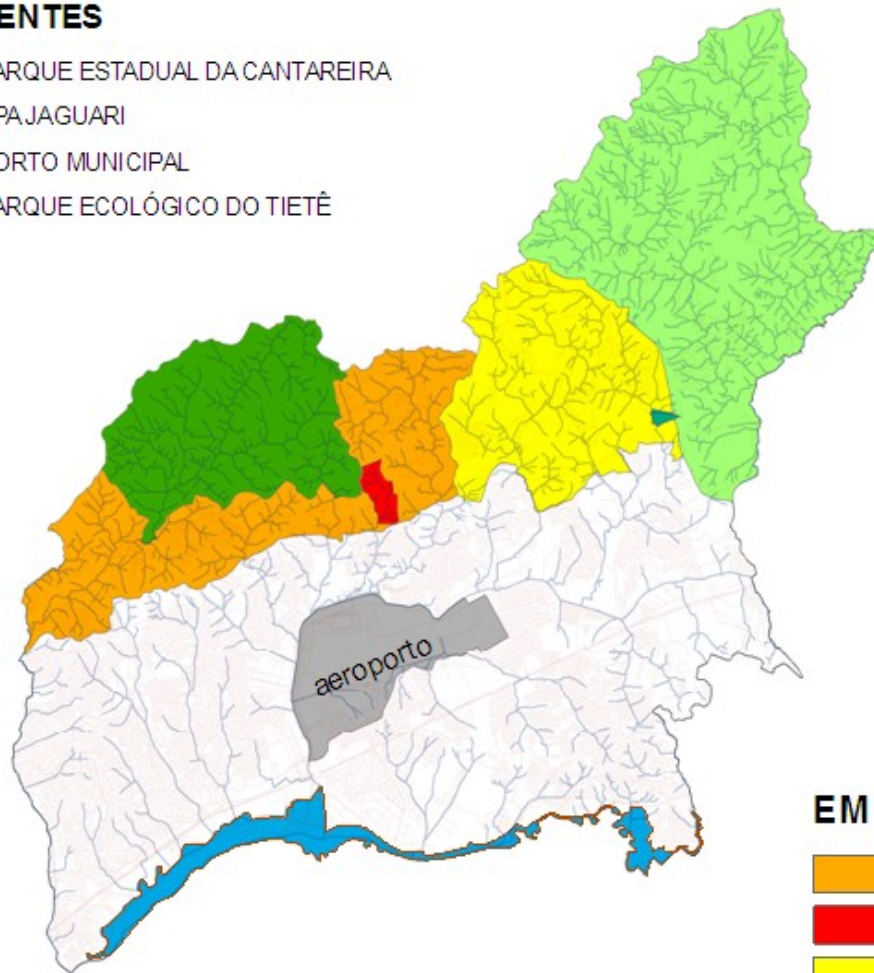 ENTES
ARQUE ESTADUAL DA CANTAREIRA
PA JAGUARI
ORTO MUNICIPAL
ARQUE ECOLÓGICO DO TIETÊ
aeroporto
EM